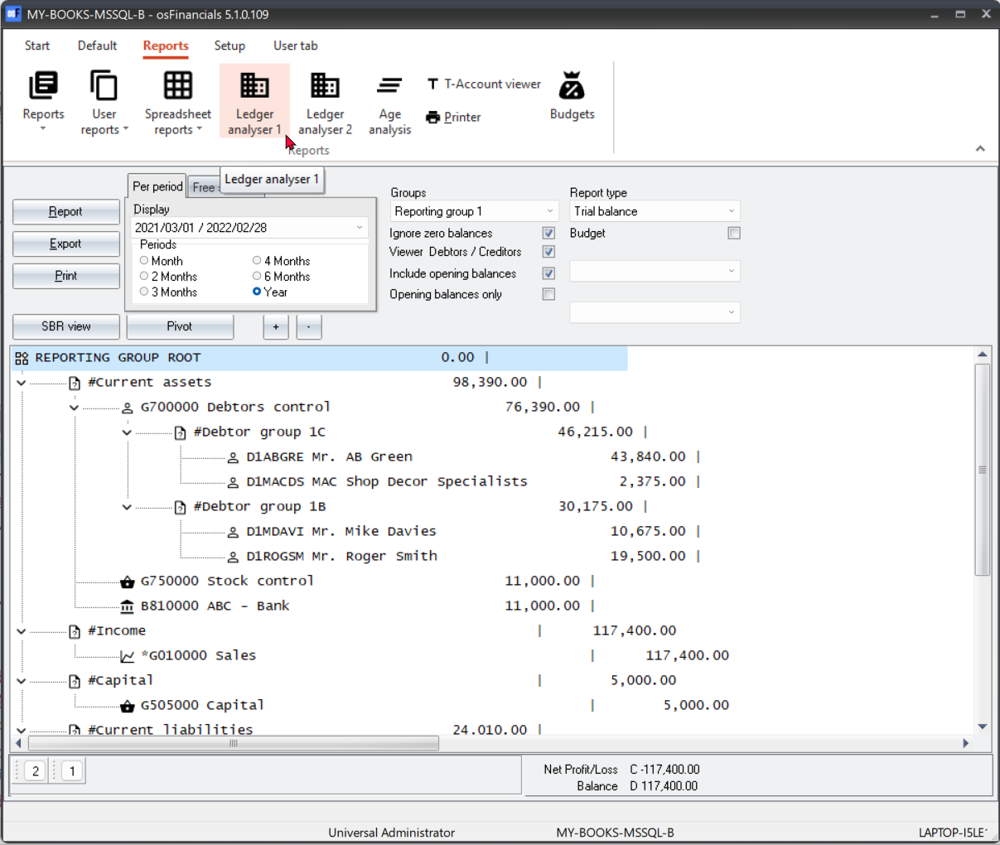 MY-BOOKS-MSSQL-B - osFinancials 5.1.0.109
Start Default Reports Setup User tab
Reports
User reports
Spreadsheet reports
Ledger analyser 1
Ledger analyser 2
Age analysis
T-Account viewer
Printer
Budgets
Reports
Ledger analyser 1
Per period Free
Report
Export
Print
Display
2021/03/01 / 2022/02/28
Periods
Month 4 Months
2 Months 6 Months
3 Months Year
Groups
Reporting group 1
Ignore zero balances
Viewer Debtors / Creditors
Include opening balances
Opening balances only
Report type
Trial balance
Budget
SBR view Pivot + -
REPORTING GROUP ROOT 0.00 |
#Current assets 98,390.00 |
G700000 Debtors control 76,390.00 |
#Debtor group 1C 46,215.00 |
D1ABGRE Mr. AB Green 43,840.00 |
D1MACDS MAC Shop Decor Specialists 2,375.00 |
#Debtor group 1B 30,175.00 |
D1MDAVI Mr. Mike Davies 10,675.00 |
D1ROGSM Mr. Roger Smith 19,500.00 |
G750000 Stock control 11,000.00 |
B810000 ABC - Bank 11,000.00 |
#Income | 117,400.00
*G010000 Sales | 117,400.00
#Capital | 5,000.00
G505000 Capital | 5,000.00
#Current liabilities 24.010.00 |
2 1
Net Profit/Loss C -117,400.00
Balance D 117,400.00
Universal Administrator MY-BOOKS-MSSQL-B LAPTOP-I5LE